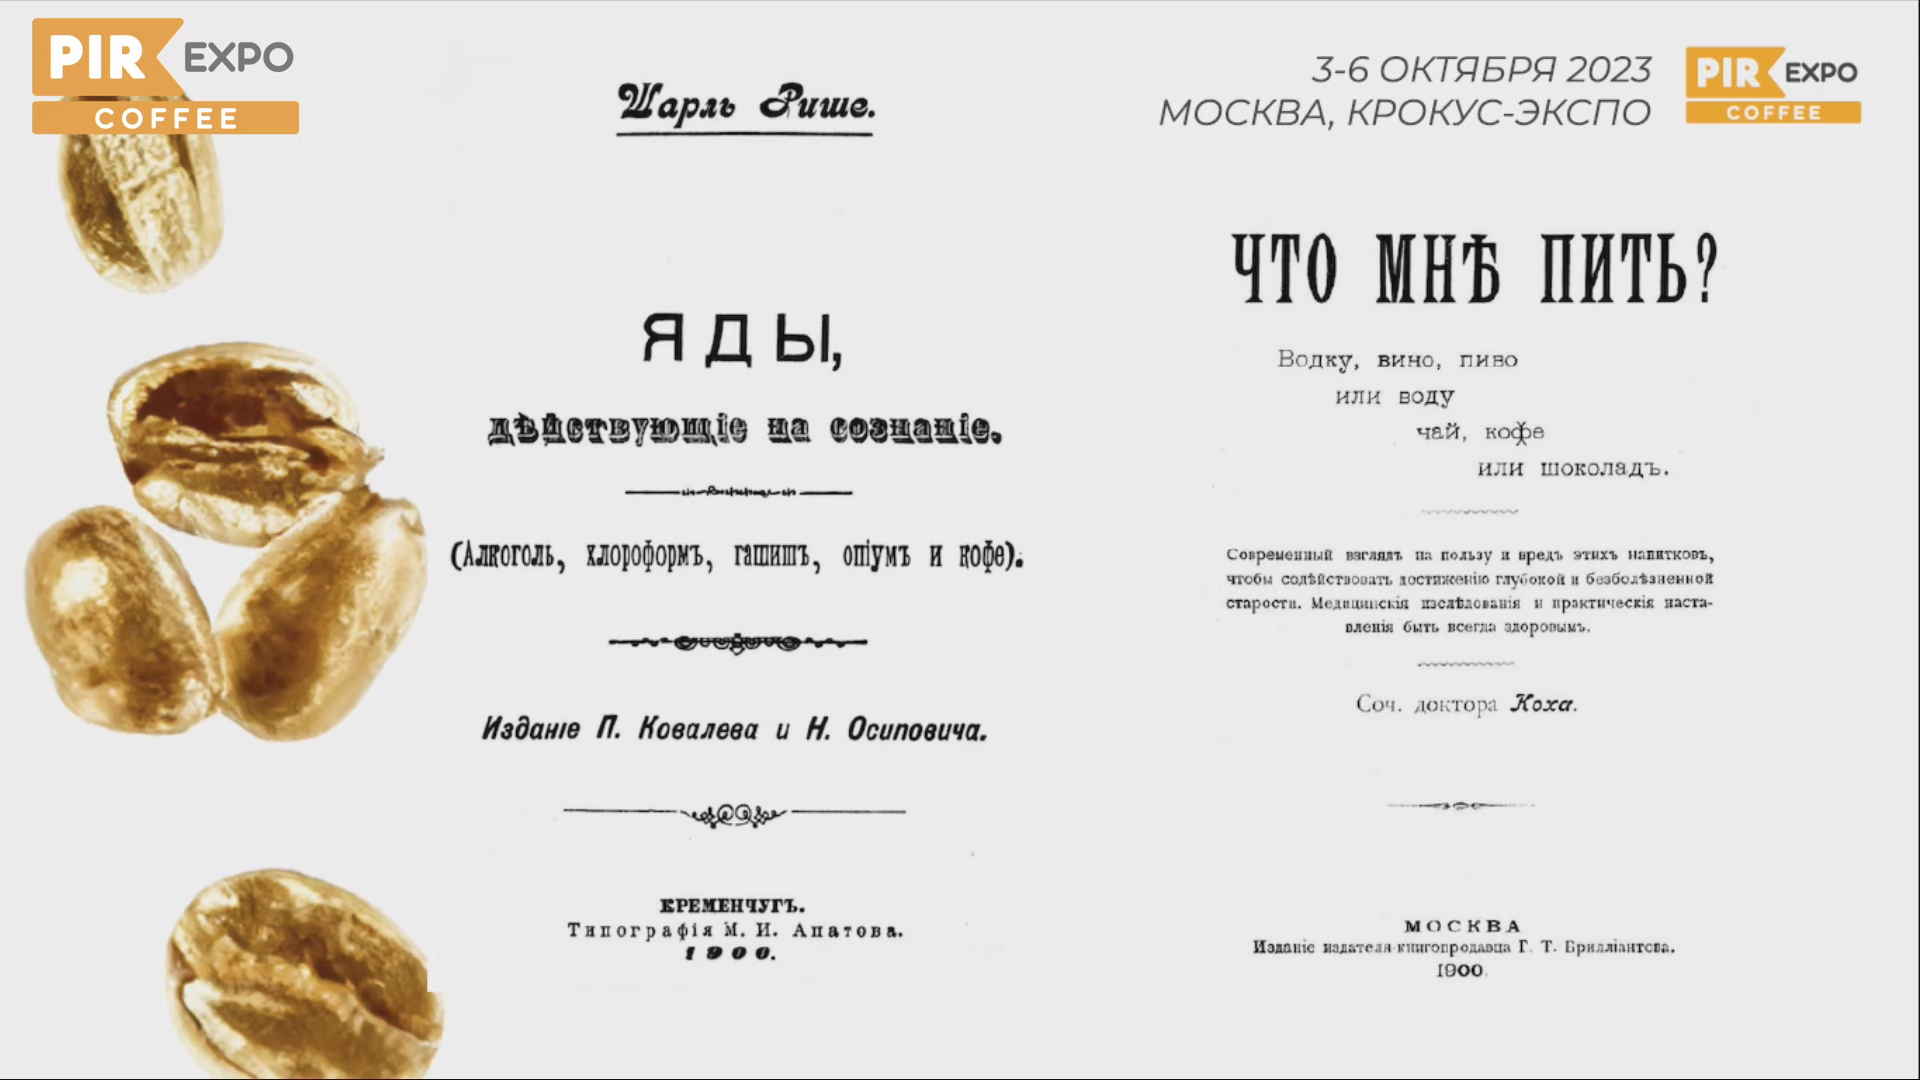 PIR EXPO
COFFEE
3-6 ОКТЯБРЯ 2023
МОСКВА, КРОКУС-ЭКСПО
PIR EXPO
COFFEE
Шарль Рише.
ЯДЫ,
дѣйствующіе на сознаніе.
(Алкоголь, хлороформъ, гашишъ, опіумъ и кофе).
Изданіе П. Ковалева и Н. Осиповича.
КРЕМЕНЧУГЪ.
Типографія М. И. Апатова.
1900.
ЧТО МНѢ ПИТЬ?
Водку, вино, пиво
или воду
чай, кофе
или шоколадъ.
Современный взглядъ на пользу и вредъ этихъ напитковъ,
чтобы содѣйствовать достиженію глубокой и безболѣзненной
старости. Медицинскія изслѣдованія и практическія наста-
вленія быть всегда здоровымъ.
Соч. доктора Коха.
МОСКВА
Изданіе издателя-книгопродавца Г. Т. Брилліантова.
1900.